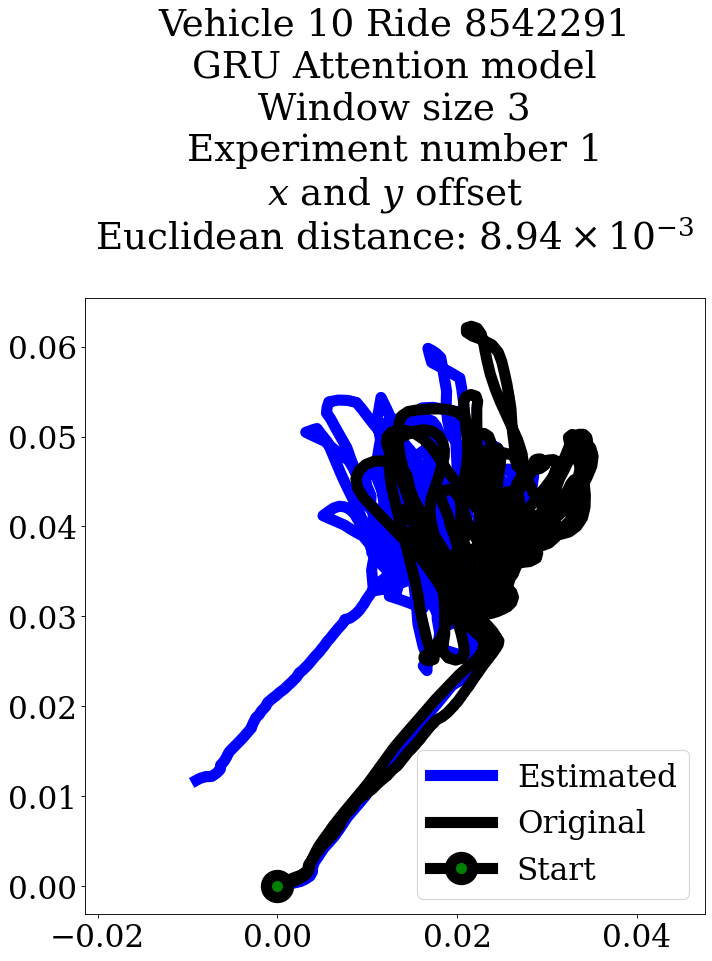 Vehicle 10 Ride 8542291
GRU Attention model
Window size 3
Experiment number 1
x and y offset
Euclidean distance: 8.94 × 10⁻³
0.06
0.05
0.04
0.03
0.02
0.01
0.00
Estimated
Original
Start
−0.02 0.00 0.02 0.04